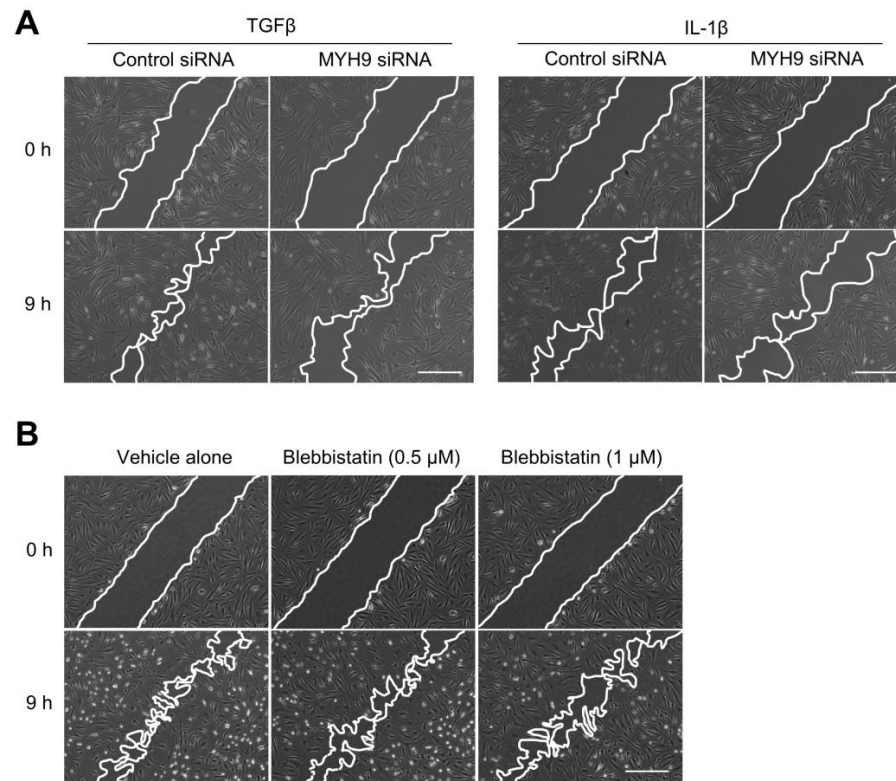 A
TGFβ
IL-1β
Control siRNA
MYH9 siRNA
Control siRNA
MYH9 siRNA
0 h
9 h
B
Vehicle alone
Blebbistatin (0.5 µM)
Blebbistatin (1 µM)
0 h
9 h